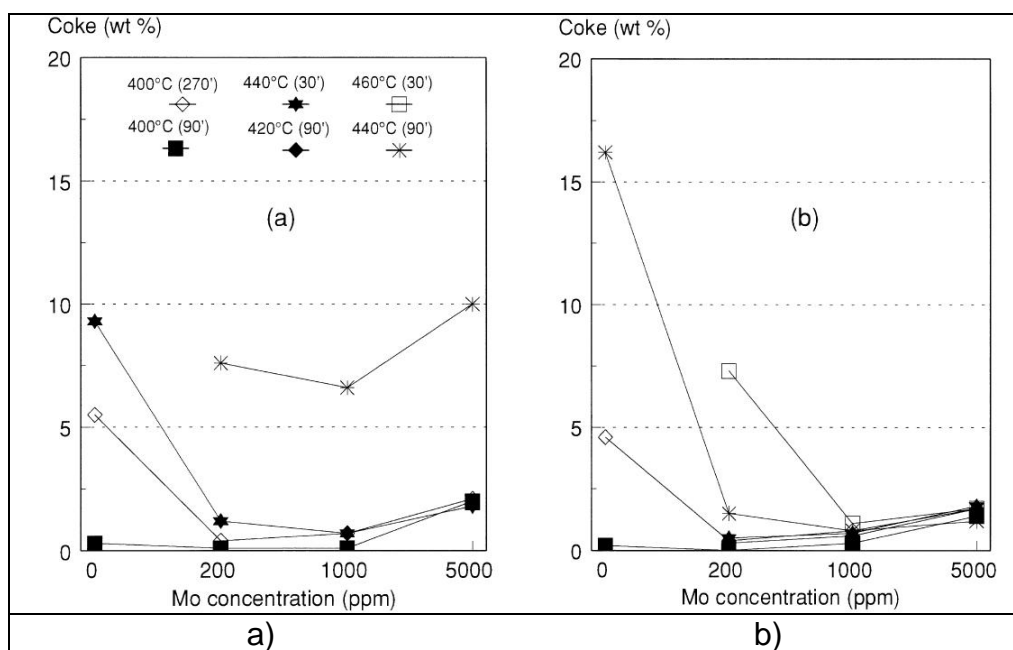 Coke (wt %)
20
400°C (270') 440°C (30') 460°C (30')
400°C (90') 420°C (90') 440°C (90')
15
(a)
10
5
0
0 200 1000 5000
Mo concentration (ppm)
a)
Coke (wt %)
20
15
(b)
10
5
0
0 200 1000 5000
Mo concentration (ppm)
b)